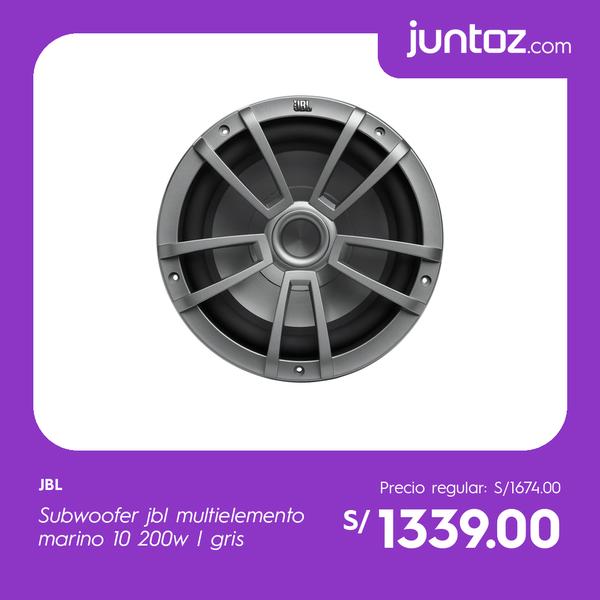 juntoz.com
JBL
JBL
Subwoofer jbl multielemento
marino 10 200w | gris
Precio regular: S/1674.00
S/1339.00